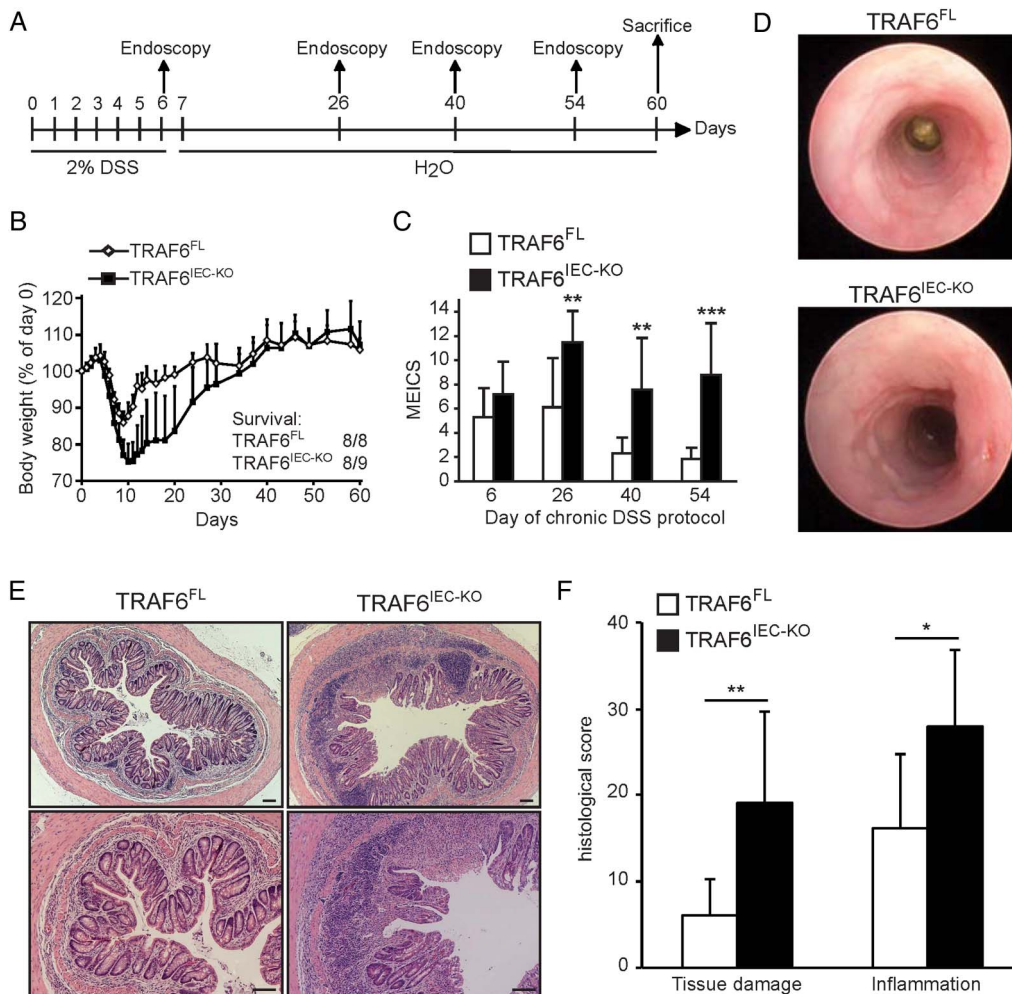 A
Endoscopy Endoscopy Endoscopy Endoscopy Sacrifice
0 1 2 3 4 5 6 7 26 40 54 60
Days
2% DSS H2O
B
TRAF6FL
TRAF6IEC-KO
Body weight (% of day 0)
120
110
100
90
80
70
Survival:
TRAF6FL 8/8
TRAF6IEC-KO 8/9
0 10 20 30 40 50 60
Days
C
TRAF6FL
TRAF6IEC-KO
MEICS
14
12
10
8
6
4
2
0
** ** ***
6 26 40 54
Day of chronic DSS protocol
D
TRAF6FL
TRAF6IEC-KO
E
TRAF6FL TRAF6IEC-KO
F
TRAF6FL
TRAF6IEC-KO
histological score
40
30
20
10
0
** *
Tissue damage Inflammation